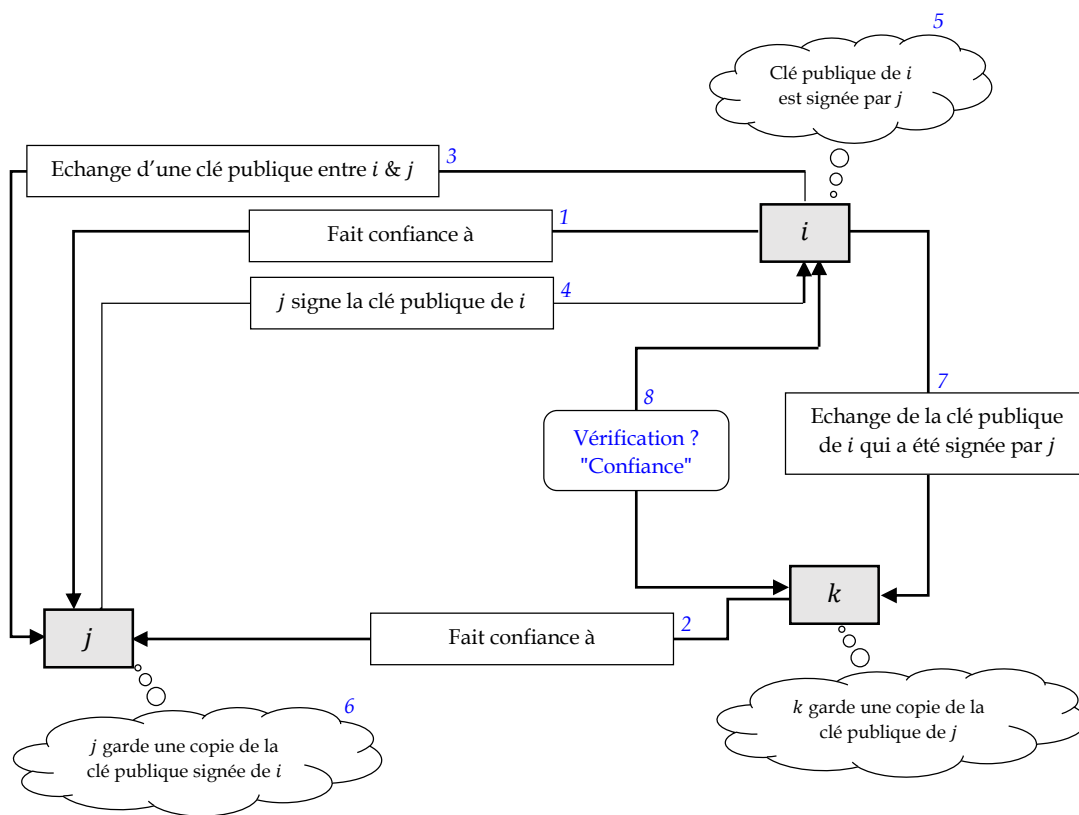 5
Clé publique de i
est signée par j
Echange d'une clé publique entre i & j
3
Fait confiance à
1
i
j signe la clé publique de i
4
8
Vérification ?
"Confiance"
7
Echange de la clé publique
de i qui a été signée par j
k
j
Fait confiance à
2
6
j garde une copie de la
clé publique signée de i
k garde une copie de la
clé publique de j